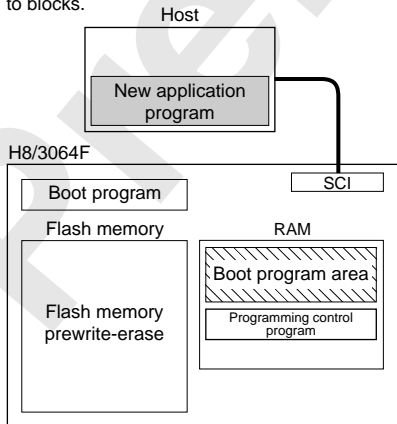 to blocks.
Host
New application
program
H8/3064F
SCI
Boot program
Flash memory
RAM
Boot program area
Flash memory
prewrite-erase
Programming control
program